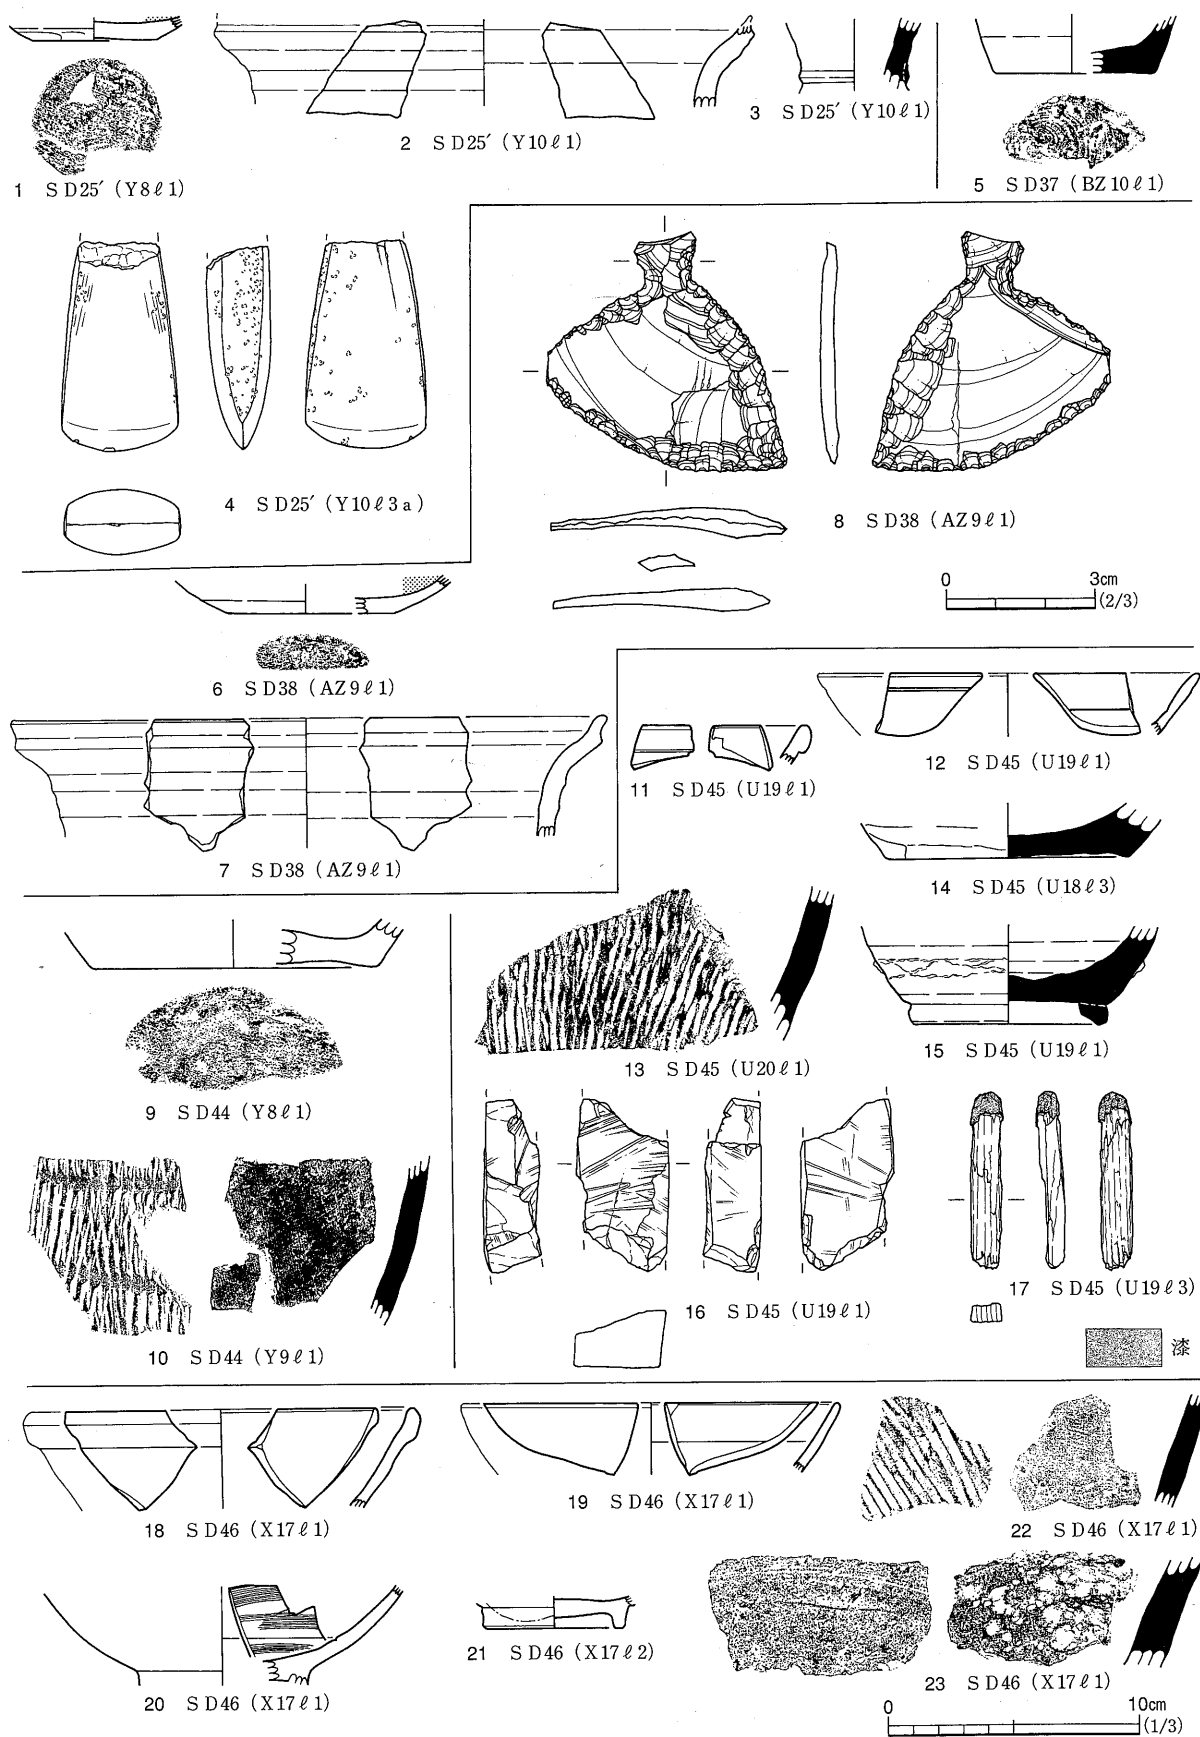 1 SD25′ (Y8ℓ1)
2 SD25′ (Y10ℓ1)
3 SD25′ (Y10ℓ1)
5 SD37 (BZ10ℓ1)
4 SD25′ (Y10ℓ3a)
8 SD38 (AZ9ℓ1)
0 3cm
(2/3)
6 SD38 (AZ9ℓ1)
7 SD38 (AZ9ℓ1)
11 SD45 (U19ℓ1)
12 SD45 (U19ℓ1)
14 SD45 (U18ℓ3)
13 SD45 (U20ℓ1)
15 SD45 (U19ℓ1)
9 SD44 (Y8ℓ1)
10 SD44 (Y9ℓ1)
16 SD45 (U19ℓ1)
17 SD45 (U19ℓ3)
漆
18 SD46 (X17ℓ1)
19 SD46 (X17ℓ1)
22 SD46 (X17ℓ1)
20 SD46 (X17ℓ1)
21 SD46 (X17ℓ2)
23 SD46 (X17ℓ1)
0 10cm
(1/3)